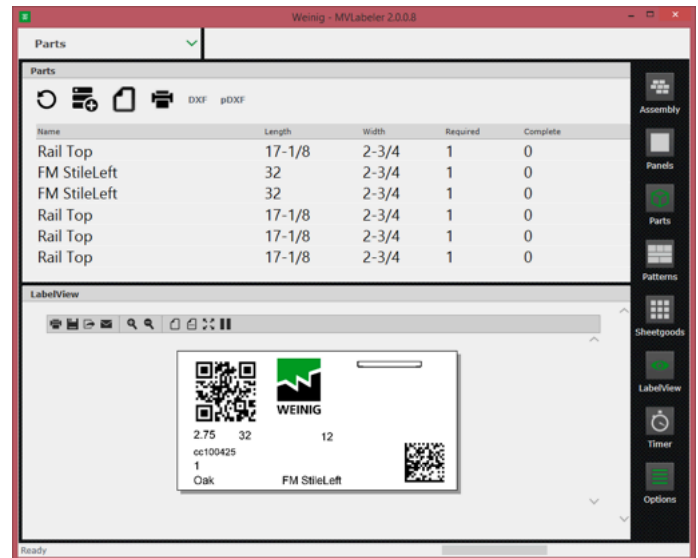 Weinig - MVLabeler 2.0.0.8
Parts
Parts
DXF pDXF
Name Length Width Required Complete
Rail Top 17-1/8 2-3/4 1 0
FM StileLeft 32 2-3/4 1 0
FM StileLeft 32 2-3/4 1 0
Rail Top 17-1/8 2-3/4 1 0
Rail Top 17-1/8 2-3/4 1 0
Rail Top 17-1/8 2-3/4 1 0
LabelView
WEINIG
2.75 32 12
cc100425
1
Oak FM StileLeft
Assembly
Panels
Parts
Patterns
Sheetgoods
LabelView
Timer
Options
Ready